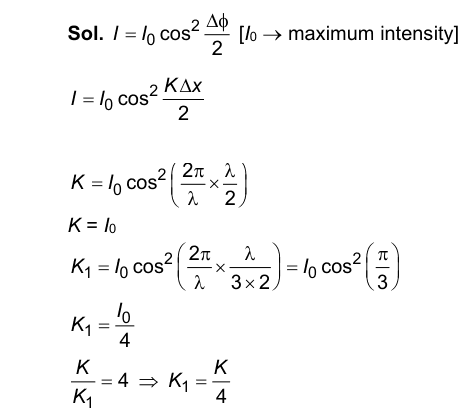 Sol. I = I₀ cos² Δϕ/2 [I₀ → maximum intensity]
I = I₀ cos² KΔx/2
K = I₀ cos² (2π/λ × λ/2)
K = I₀
K₁ = I₀ cos² (2π/λ × λ/(3 × 2)) = I₀ cos² (π/3)
K₁ = I₀/4
K/K₁ = 4 ⇒ K₁ = K/4